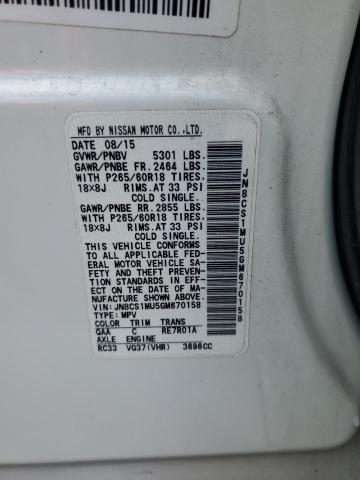 MFD BY NISSAN MOTOR CO.,LTD.
DATE 08/15
GVWR/PNBV 5301 LBS.
GAWR/PNBE FR. 2464 LBS.
WITH P265/60R18 TIRES.
18×8J RIMS.AT 33 PSI
COLD SINGLE.
GAWR/PNBE RR. 2855 LBS.
WITH P265/60R18 TIRES.
18×8J RIMS.AT 33 PSI
COLD SINGLE.
THIS VEHICLE CONFORMS
TO ALL APPLICABLE FED-
ERAL MOTOR VEHICLE SA-
FETY AND THEFT PREVEN-
TION STANDARDS IN EFF-
ECT ON THE DATE OF MA-
NUFACTURE SHOWN ABOVE.
VIN: JN8CS1MU5GM670158
TYPE: MPV
COLOR TRIM TRANS
QAA C RE7R01A
AXLE ENGINE
RC33 VQ37(VHR) 3696CC
JN8CS1MU5GM670158